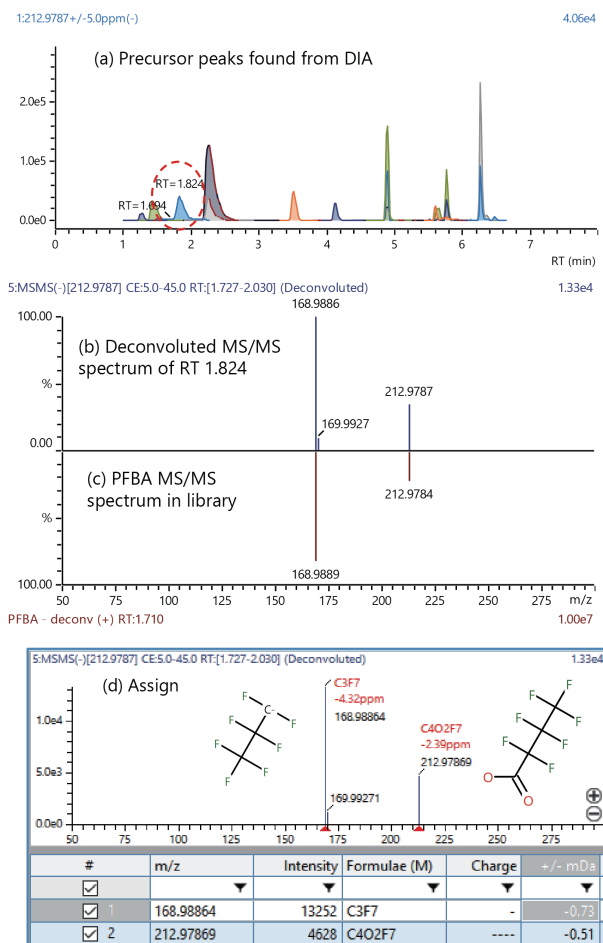 1:212.9787+/-5.0ppm(-) 4.06e4
(a) Precursor peaks found from DIA
2.0e5
1.0e5
0.0e0
RT=1.824
RT=1.694
0 1 2 3 4 5 6 7
RT (min)
5:MSMS(-)[212.9787] CE:5.0-45.0 RT:[1.727-2.030] (Deconvoluted) 1.33e4
168.9886
100.00
(b) Deconvoluted MS/MS
spectrum of RT 1.824
%
212.9787
169.9927
0.00
(c) PFBA MS/MS
spectrum in library
212.9784
%
168.9889
100.00
50 75 100 125 150 175 200 225 250 275 m/z
PFBA - deconv (+) RT:1.710 1.00e7
5:MSMS(-)[212.9787] CE:5.0-45.0 RT:[1.727-2.030] (Deconvoluted) 1.33e4
(d) Assign
C3F7
-4.32ppm
168.98864
F F C- F F F F F
C4O2F7
-2.39ppm
212.97869
F F F F F F F O O
1.0e4
5.0e3
169.99271
0.0e0
50 75 100 125 150 175 200 225 250 275
# m/z Intensity Formulae (M) Charge +/- mDa
1 168.98864 13252 C3F7 - -0.73
2 212.97869 4628 C4O2F7 ---- -0.51